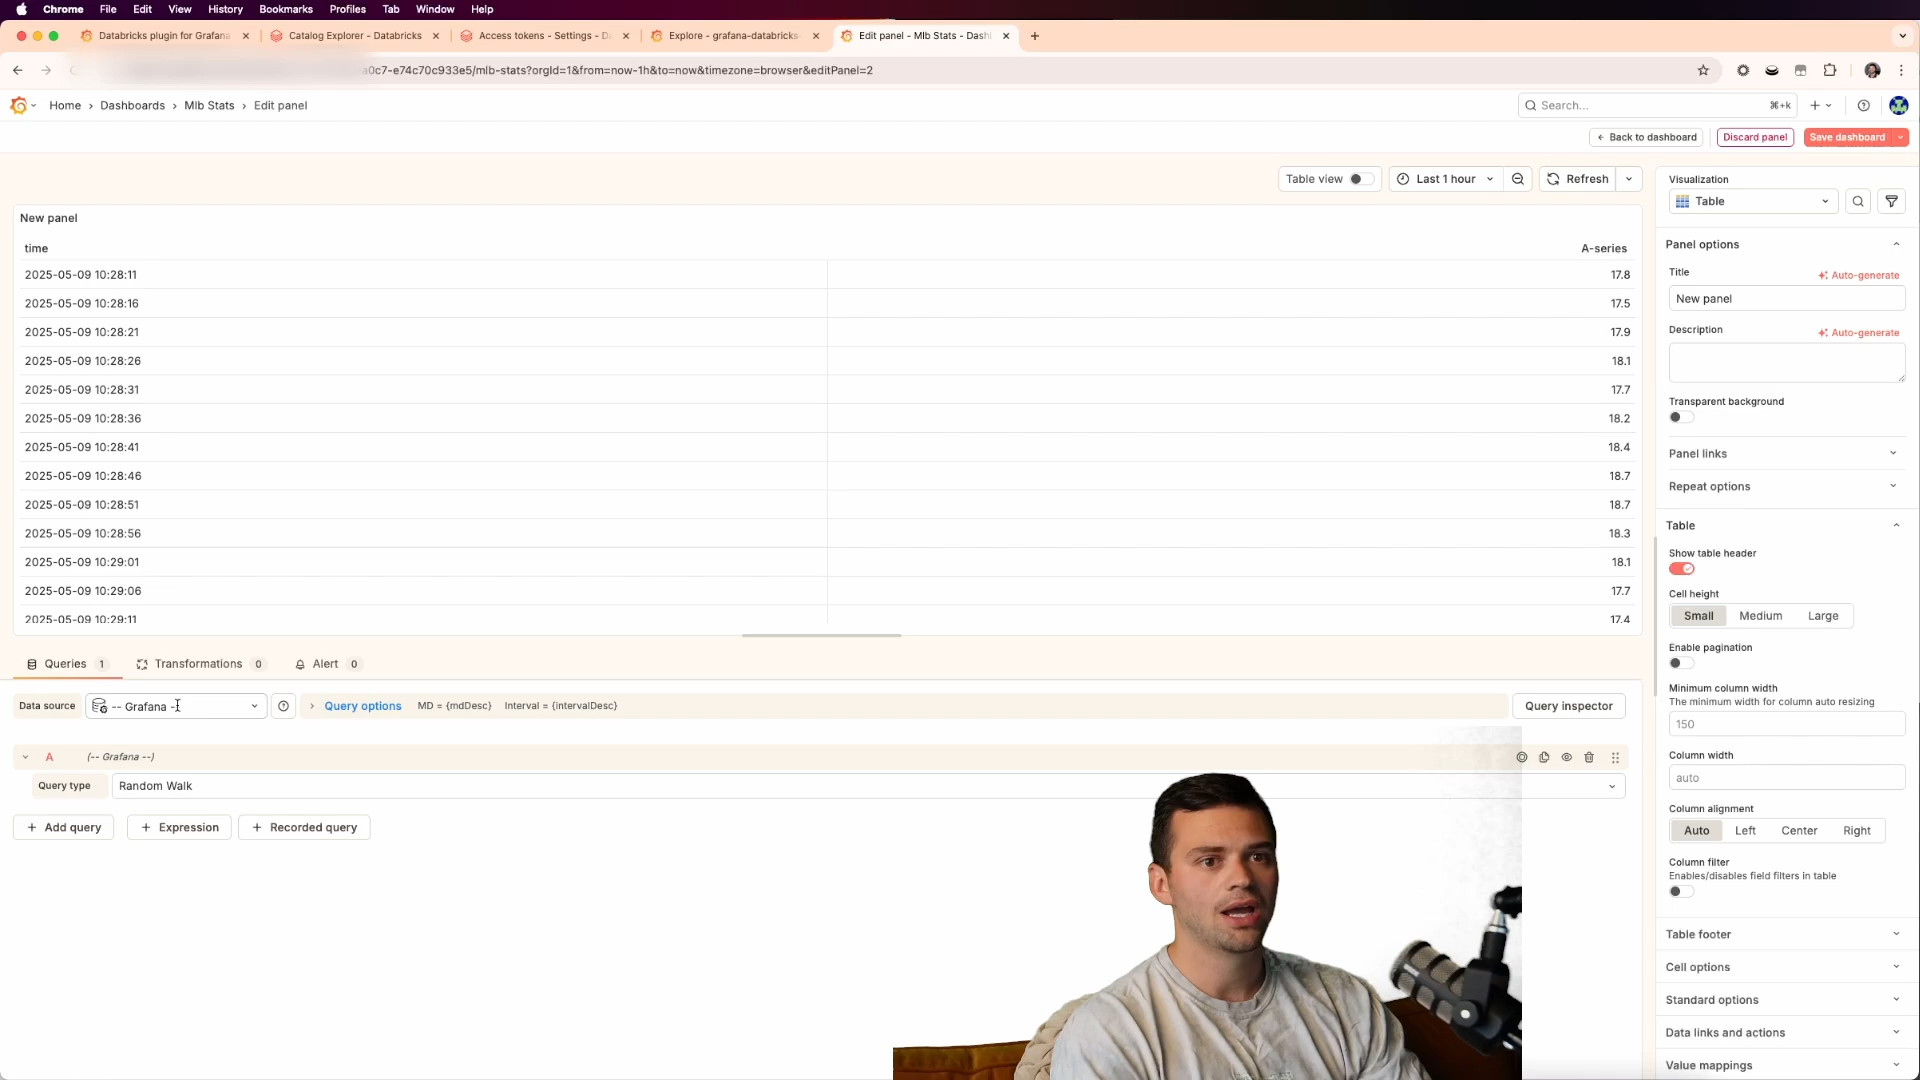 Chrome File Edit View History Bookmarks Profiles Tab Window Help
Databricks plugin for Grafana
Catalog Explorer - Databricks
Access tokens - Settings - D
Explore - grafana-databricks-
Edit panel - Mlb Stats - Dash
a0c7-e74c70c933e5/mlb-stats?orgId=1&from=now-1h&to=now&timezone=browser&editPanel=2
Home › Dashboards › Mlb Stats › Edit panel
Search... ⌘+k
Back to dashboard
Discard panel
Save dashboard
Table view
Last 1 hour
Refresh
New panel
time A-series
2025-05-09 10:28:11 17.8
2025-05-09 10:28:16 17.5
2025-05-09 10:28:21 17.9
2025-05-09 10:28:26 18.1
2025-05-09 10:28:31 17.7
2025-05-09 10:28:36 18.2
2025-05-09 10:28:41 18.4
2025-05-09 10:28:46 18.7
2025-05-09 10:28:51 18.7
2025-05-09 10:28:56 18.3
2025-05-09 10:29:01 18.1
2025-05-09 10:29:06 17.7
2025-05-09 10:29:11 17.4
Queries 1
Transformations 0
Alert 0
Data source
-- Grafana -
Query options MD = {mdDesc} Interval = {intervalDesc}
Query inspector
A (-- Grafana --)
Query type Random Walk
+ Add query
+ Expression
+ Recorded query
Visualization
Table
Panel options
Title Auto-generate
New panel
Description Auto-generate
Transparent background
Panel links
Repeat options
Table
Show table header
Cell height
Small Medium Large
Enable pagination
Minimum column width
The minimum width for column auto resizing
150
Column width
auto
Column alignment
Auto Left Center Right
Column filter
Enables/disables field filters in table
Table footer
Cell options
Standard options
Data links and actions
Value mappings